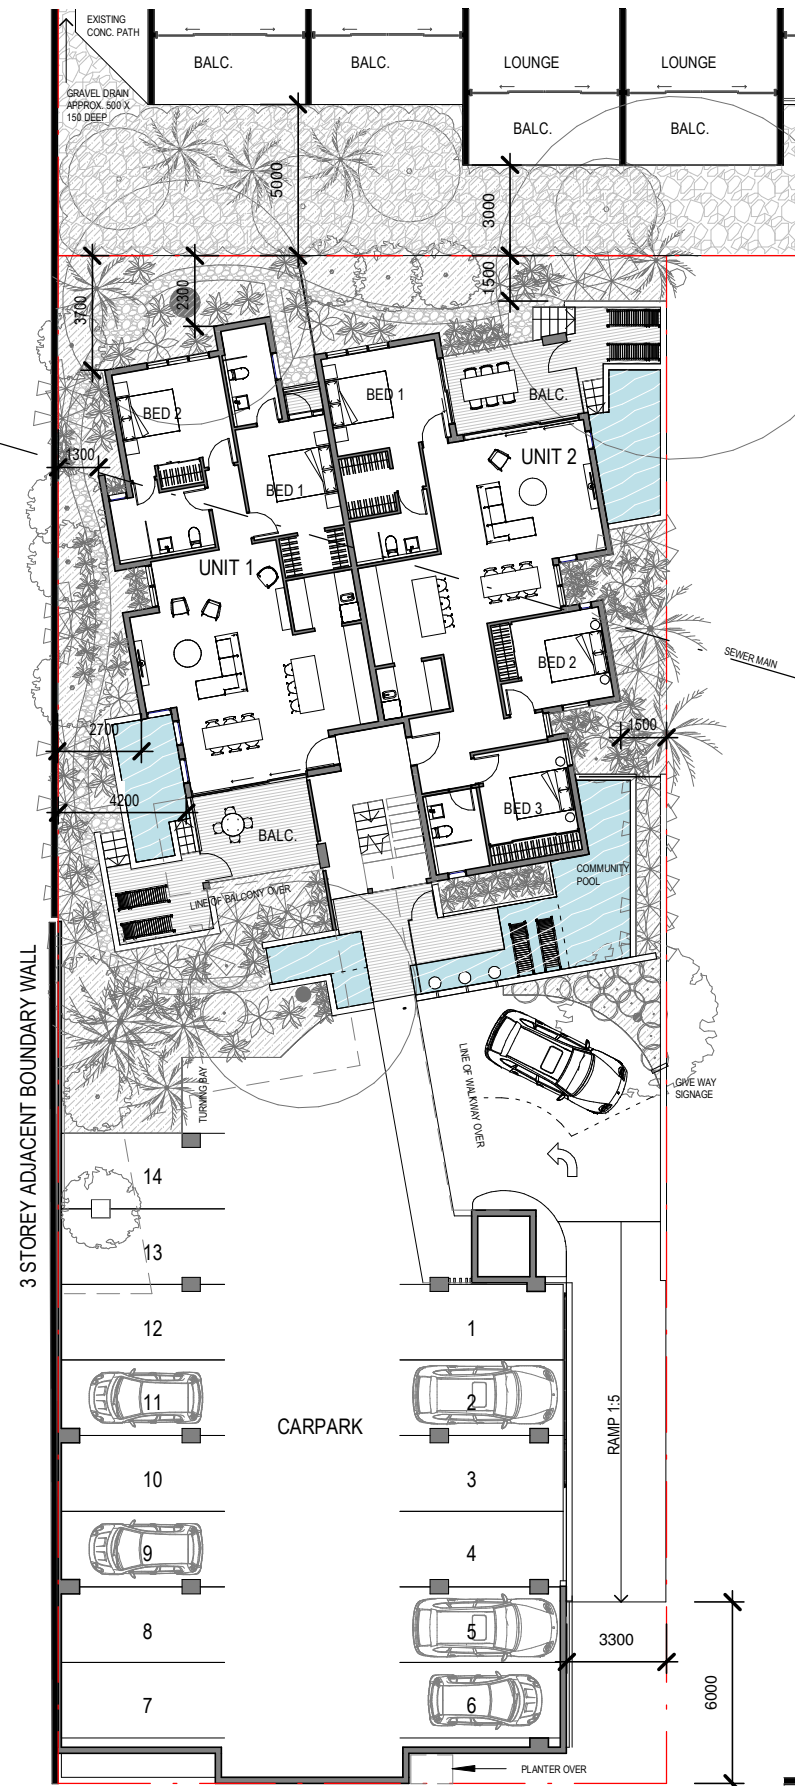 EXISTING
CONC. PATH
BALC.
BALC.
LOUNGE
LOUNGE
GRAVEL DRAIN
APPROX. 500 X
150 DEEP
BALC.
BALC.
5000
3000
1500
3700
2300
BED 2
BED 1
BALC.
1300
BED 1
UNIT 2
UNIT 1
BED 2
SEWER MAIN
2700
1500
4200
BED 3
BALC.
COMMUNITY
POOL
LINE OF BALCONY OVER
3 STOREY ADJACENT BOUNDARY WALL
TURNING BAY
LINE OF WALKWAY OVER
GIVE WAY
SIGNAGE
14
13
12
1
11
2
CARPARK
RAMP 1:5
10
3
9
4
8
5
3300
7
6
6000
PLANTER OVER